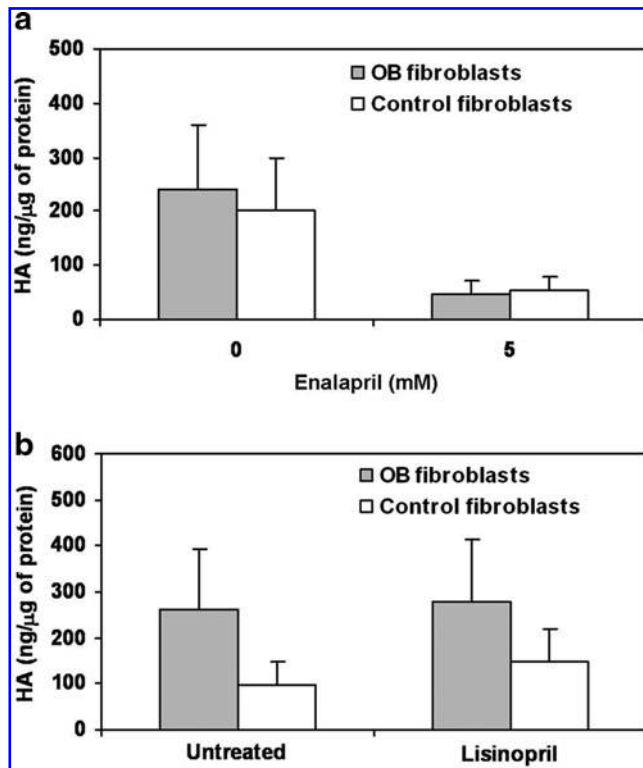 a
500
OB fibroblasts
400
Control fibroblasts
300
200
100
0
HA (ng/µg of protein)
0 5
Enalapril (mM)
b
600
OB fibroblasts
500
Control fibroblasts
400
300
200
100
0
HA (ng/µg of protein)
Untreated Lisinopril